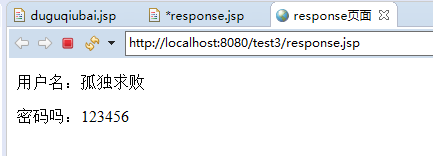 duguqiubai.jsp *response.jsp response页面
http://localhost:8080/test3/response.jsp
用户名：孤独求败
密码吗：123456